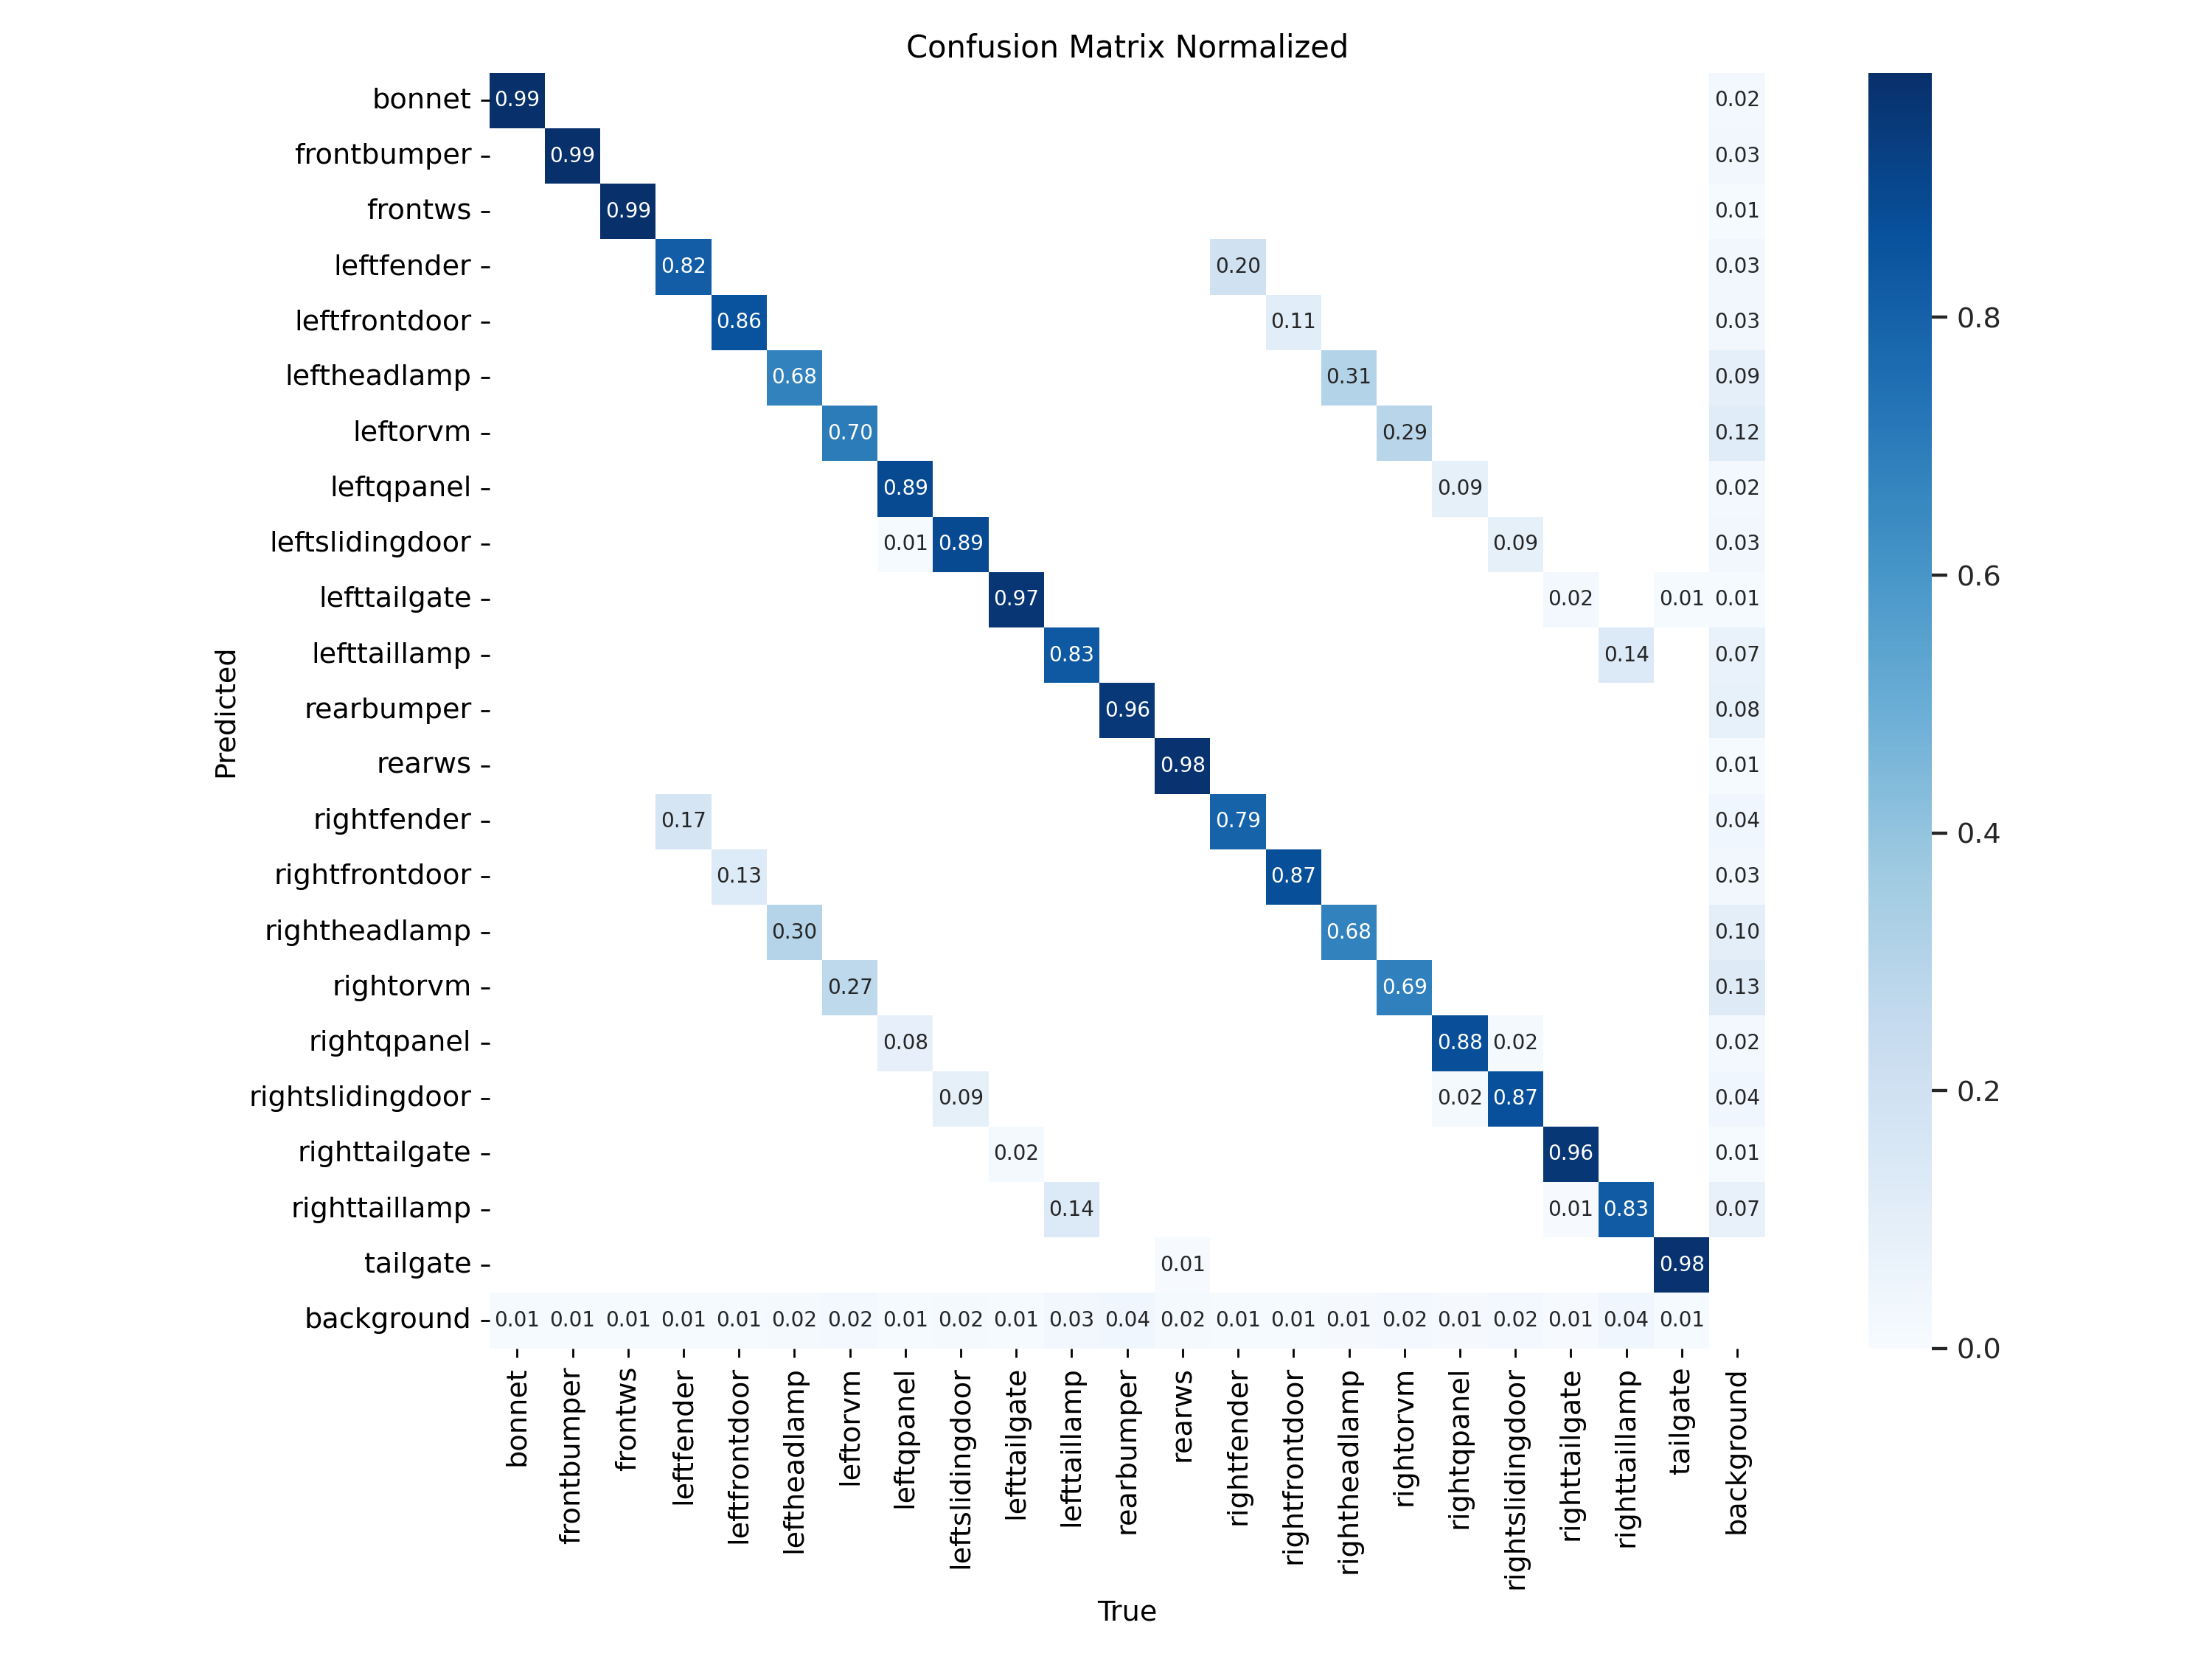 Confusion Matrix Normalized
bonnet 0.99 0.02
frontbumper 0.99 0.03
frontws 0.99 0.01
leftfender 0.82 0.20 0.03
leftfrontdoor 0.86 0.11 0.03 0.8
leftheadlamp 0.68 0.31 0.09
leftorvm 0.70 0.29 0.12
leftqpanel 0.89 0.09 0.02
leftslidingdoor 0.01 0.89 0.09 0.03
0.6
lefttailgate 0.97 0.02 0.01 0.01
lefttaillamp 0.83 0.14 0.07
Predicted
rearbumper 0.96 0.08
rearws 0.98 0.01
rightfender 0.17 0.79 0.04
0.4
rightfrontdoor 0.13 0.87 0.03
rightheadlamp 0.30 0.68 0.10
rightorvm 0.27 0.69 0.13
rightqpanel 0.08 0.88 0.02 0.02
rightslidingdoor 0.09 0.02 0.87 0.04
0.2
righttailgate 0.02 0.96 0.01
righttaillamp 0.14 0.01 0.83 0.07
tailgate 0.01 0.98
background 0.01 0.01 0.01 0.01 0.01 0.02 0.02 0.01 0.02 0.01 0.03 0.04 0.02 0.01 0.01 0.01 0.02 0.01 0.02 0.01 0.04 0.01
0.0
bonnet
frontbumper
frontws
leftfender
leftfrontdoor
leftheadlamp
leftorvm
leftqpanel
leftslidingdoor
lefttailgate
lefttaillamp
rearbumper
rearws
rightfender
rightfrontdoor
rightheadlamp
rightorvm
rightqpanel
rightslidingdoor
righttailgate
righttaillamp
tailgate
background
True